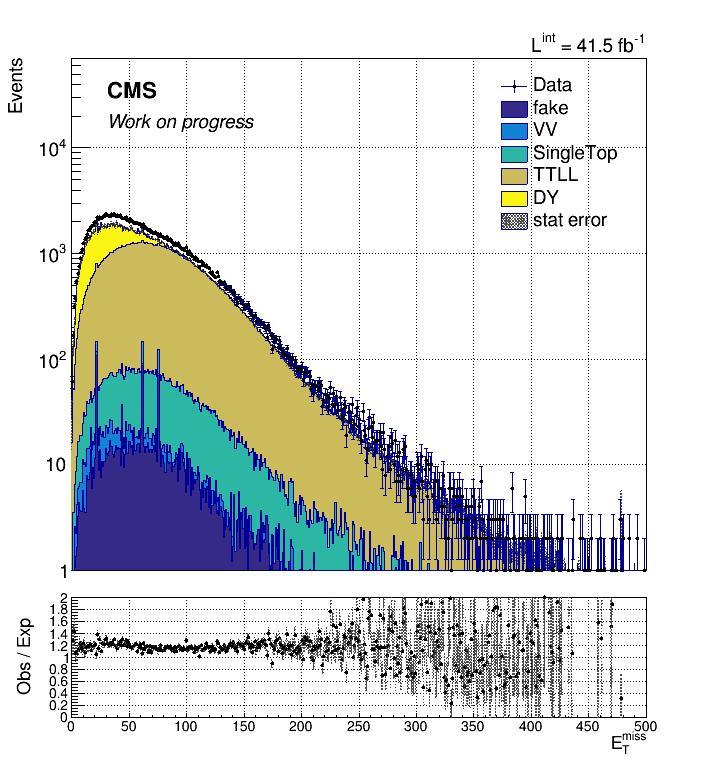 L^int = 41.5 fb^-1
Events
CMS
Work on progress
Data
fake
VV
SingleTop
TTLL
DY
stat error
10^4
10^3
10^2
10
1
Obs / Exp
2
1.8
1.6
1.4
1.2
1
0.8
0.6
0.4
0.2
0
0 50 100 150 200 250 300 350 400 450 500
E_T^miss